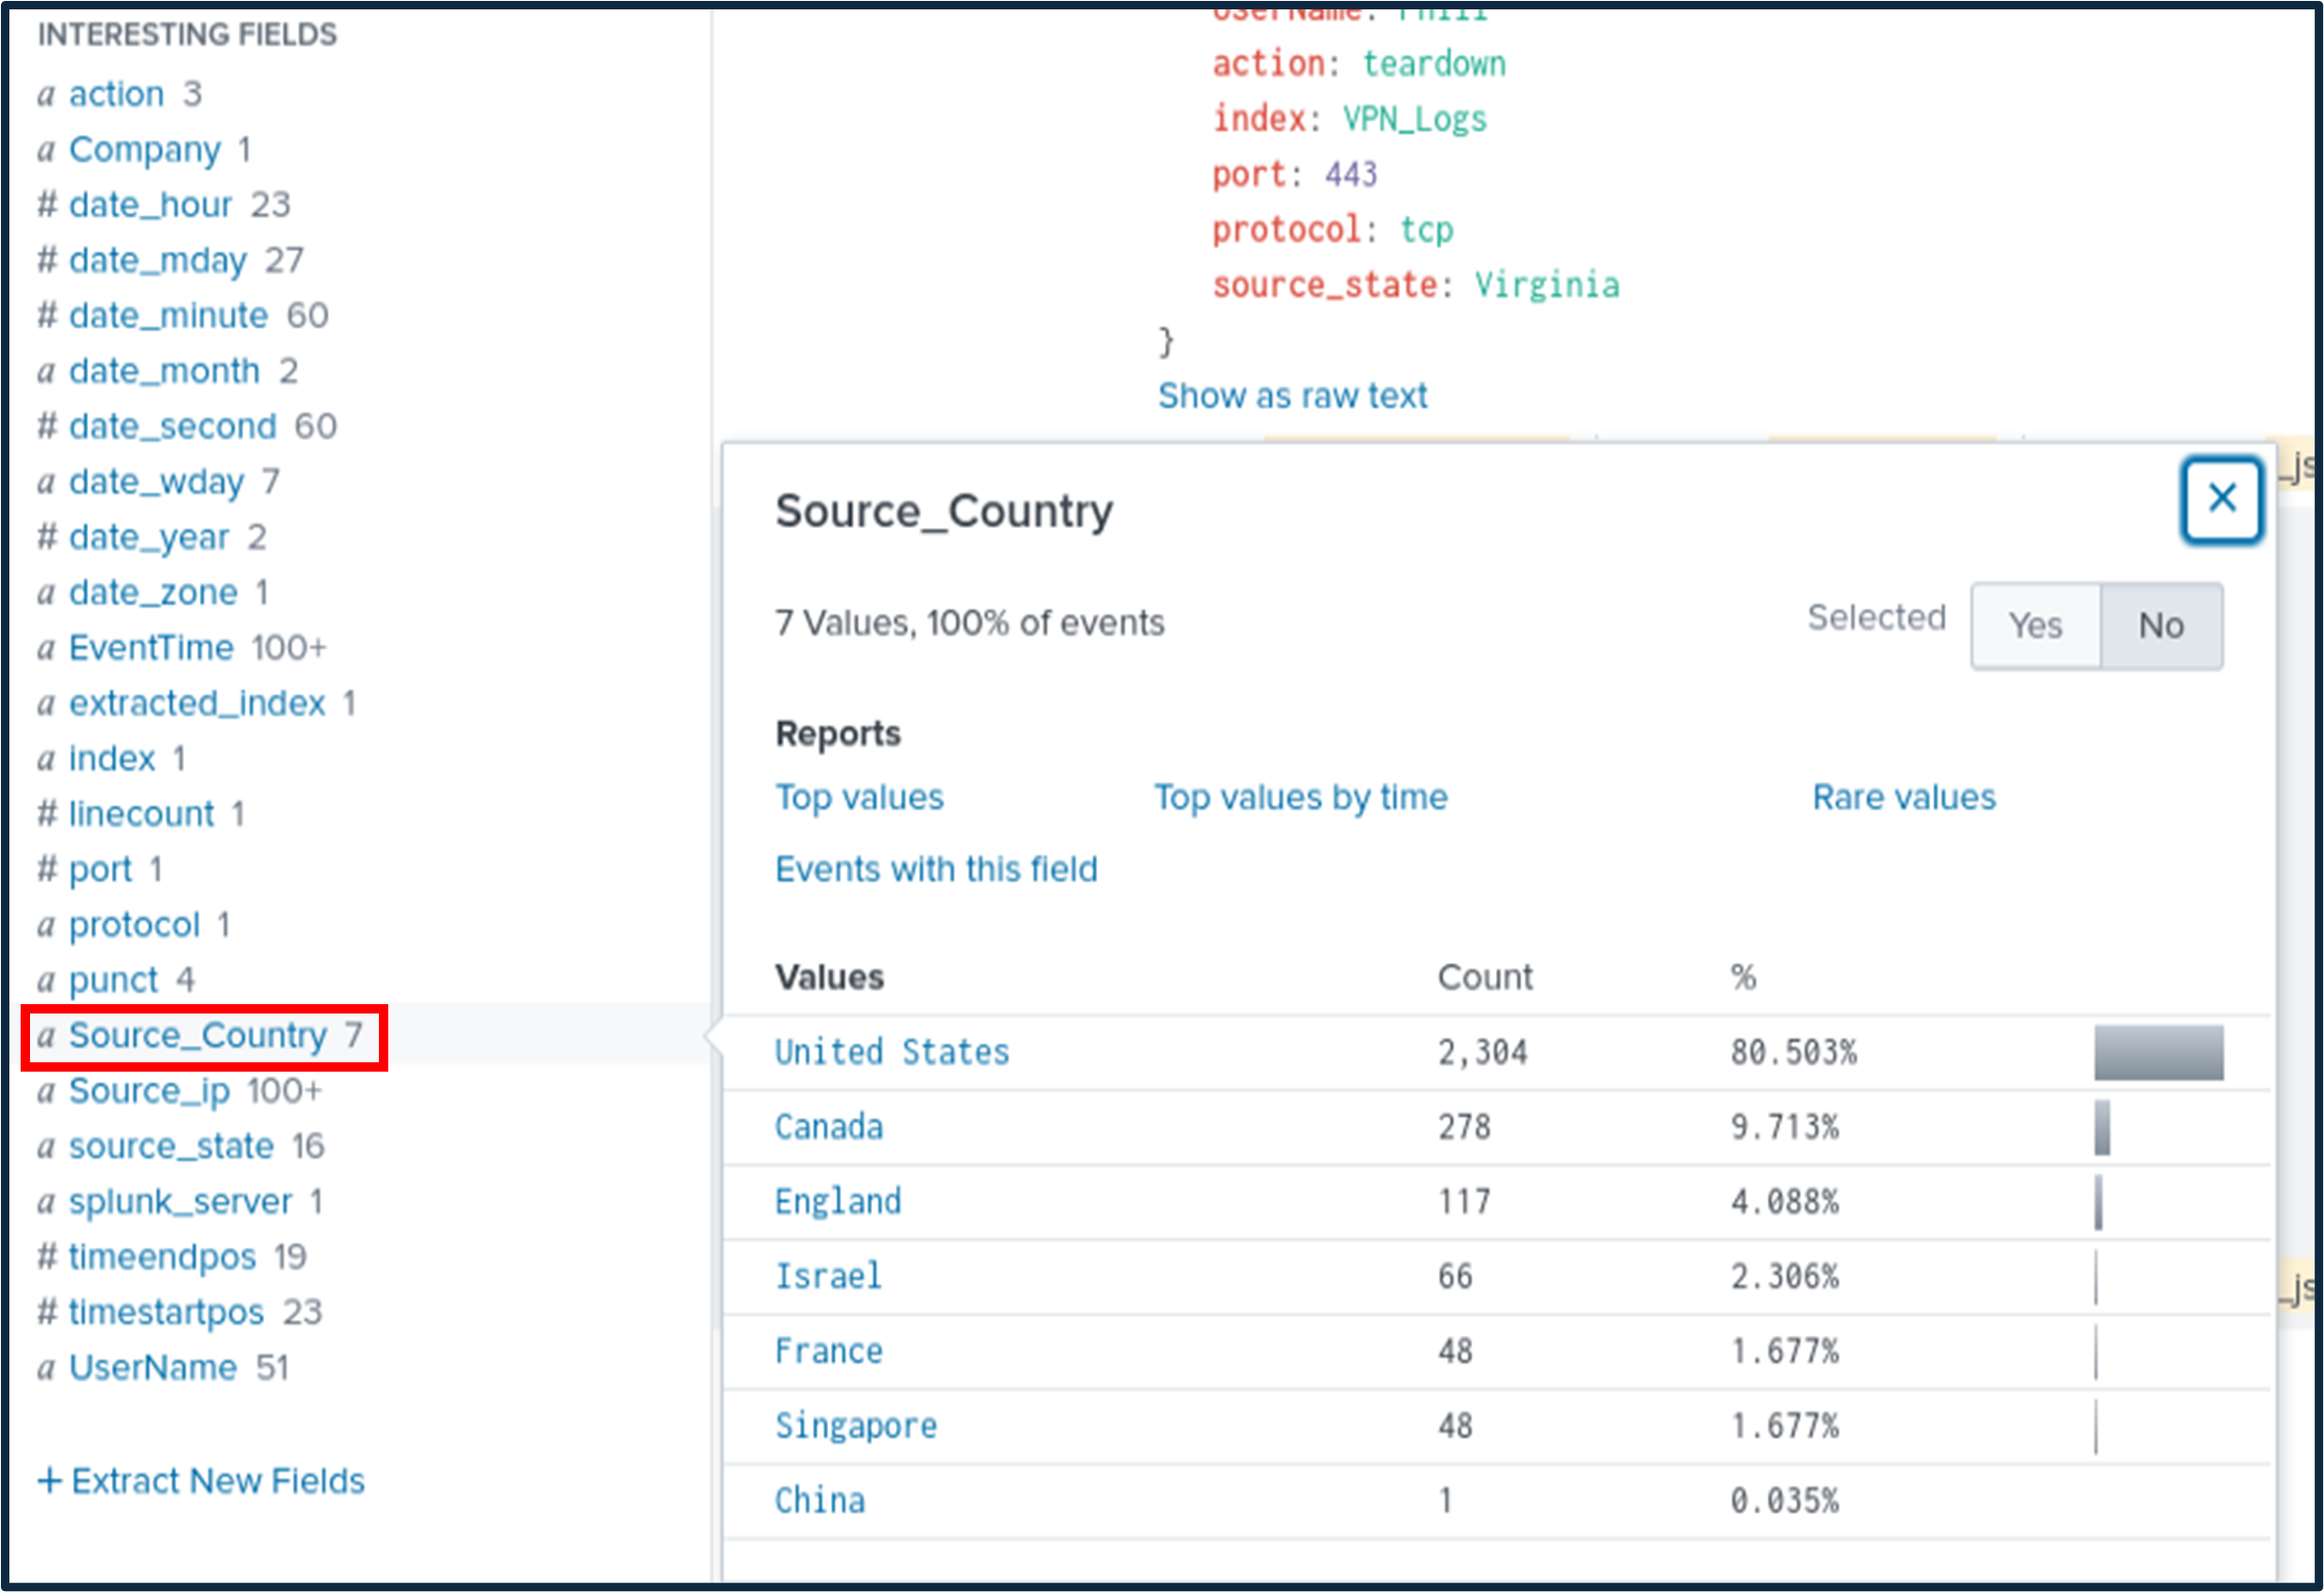 INTERESTING FIELDS
a action 3
a Company 1
# date_hour 23
# date_mday 27
# date_minute 60
a date_month 2
# date_second 60
a date_wday 7
# date_year 2
a date_zone 1
a EventTime 100+
a extracted_index 1
a index 1
# linecount 1
# port 1
a protocol 1
a punct 4
a Source_Country 7
a Source_ip 100+
a source_state 16
a splunk_server 1
# timeendpos 19
# timestartpos 23
a UserName 51
+ Extract New Fields
action: teardown
index: VPN_Logs
port: 443
protocol: tcp
source_state: Virginia
}
Show as raw text
_js
Source_Country
7 Values, 100% of events
Selected Yes No
Reports
Top values Top values by time Rare values
Events with this field
Values Count %
United States 2,304 80.503%
Canada 278 9.713%
England 117 4.088%
Israel 66 2.306%
France 48 1.677%
Singapore 48 1.677%
China 1 0.035%
_js